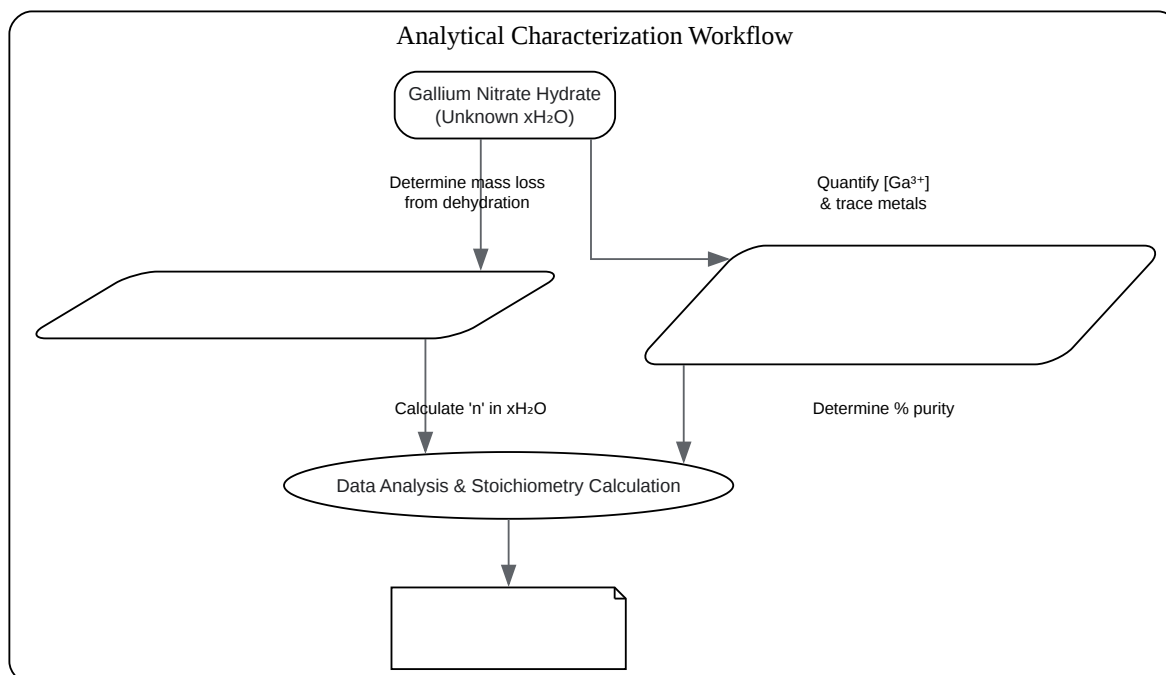 Analytical Characterization Workflow
Gallium Nitrate Hydrate
(Unknown xH₂O)
Determine mass loss
from dehydration
Quantify [Ga³⁺]
& trace metals
Calculate 'n' in xH₂O
Determine % purity
Data Analysis & Stoichiometry Calculation